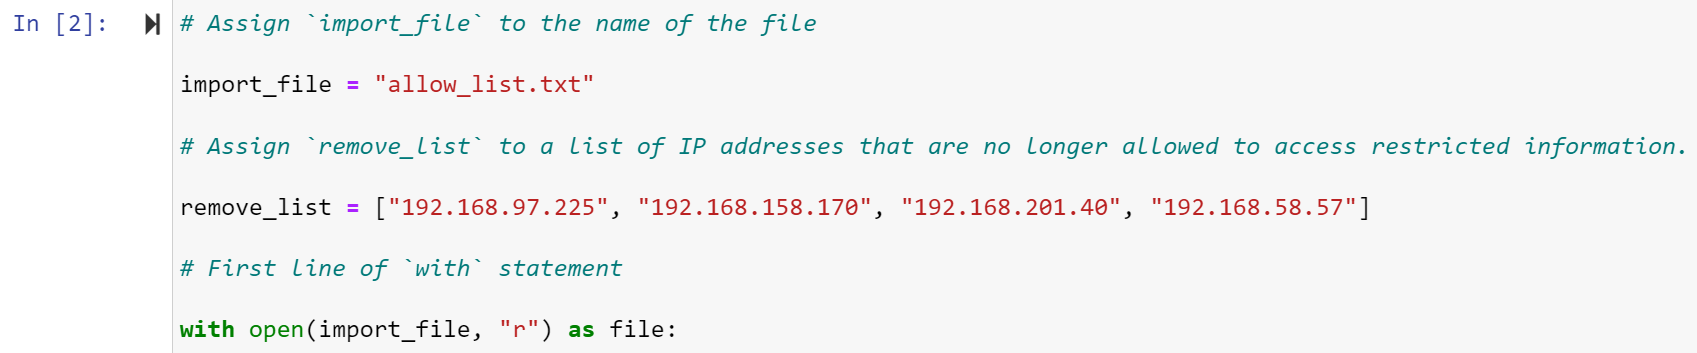 In [2]:
# Assign `import_file` to the name of the file
import_file = "allow_list.txt"
# Assign `remove_list` to a list of IP addresses that are no longer allowed to access restricted information.
remove_list = ["192.168.97.225", "192.168.158.170", "192.168.201.40", "192.168.58.57"]
# First line of `with` statement
with open(import_file, "r") as file: